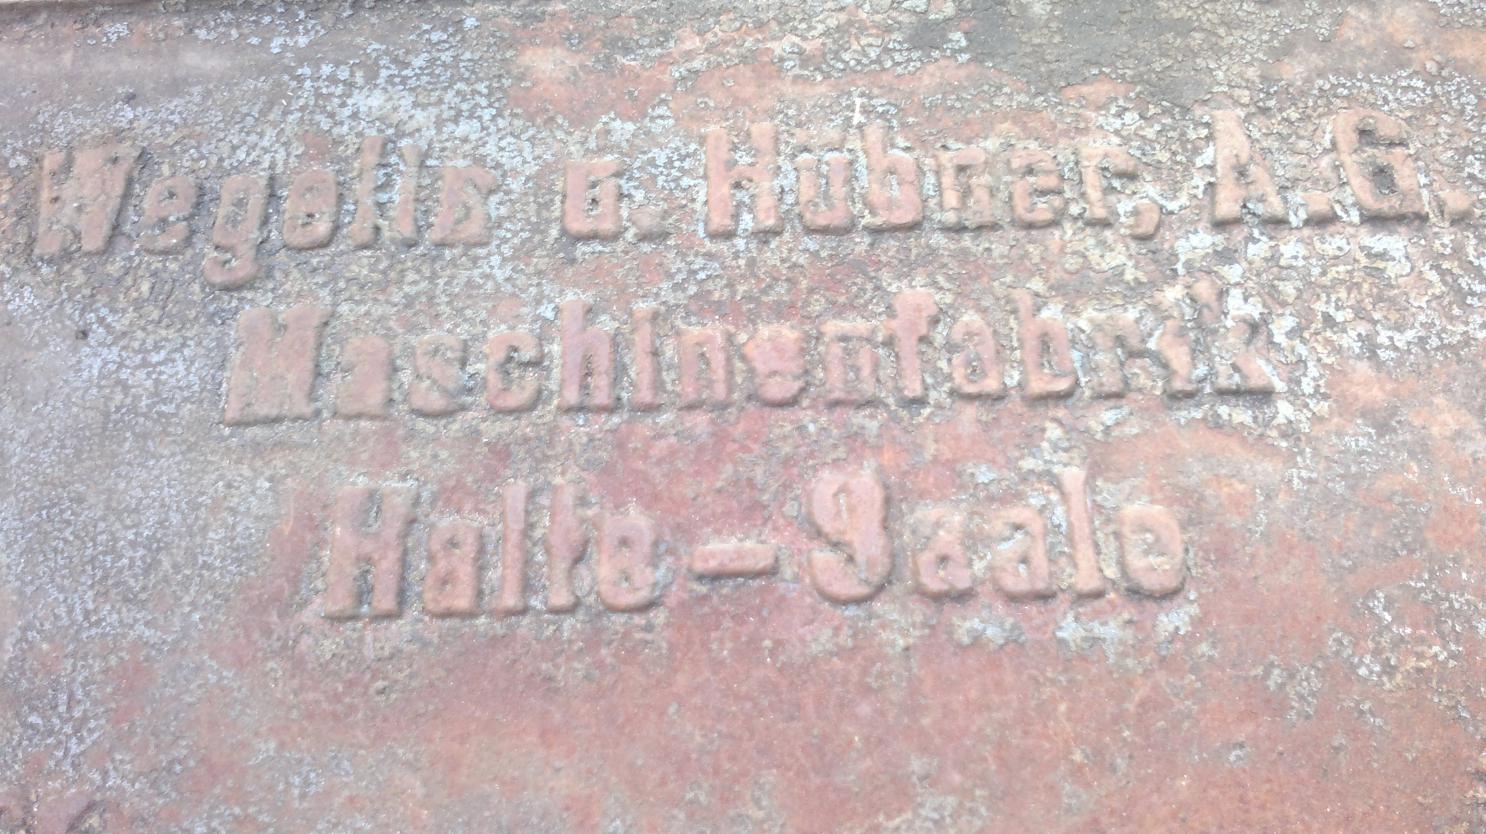 Wegelin u. Hübner, A.G.
Maschinenfabrik
Halle-Saale